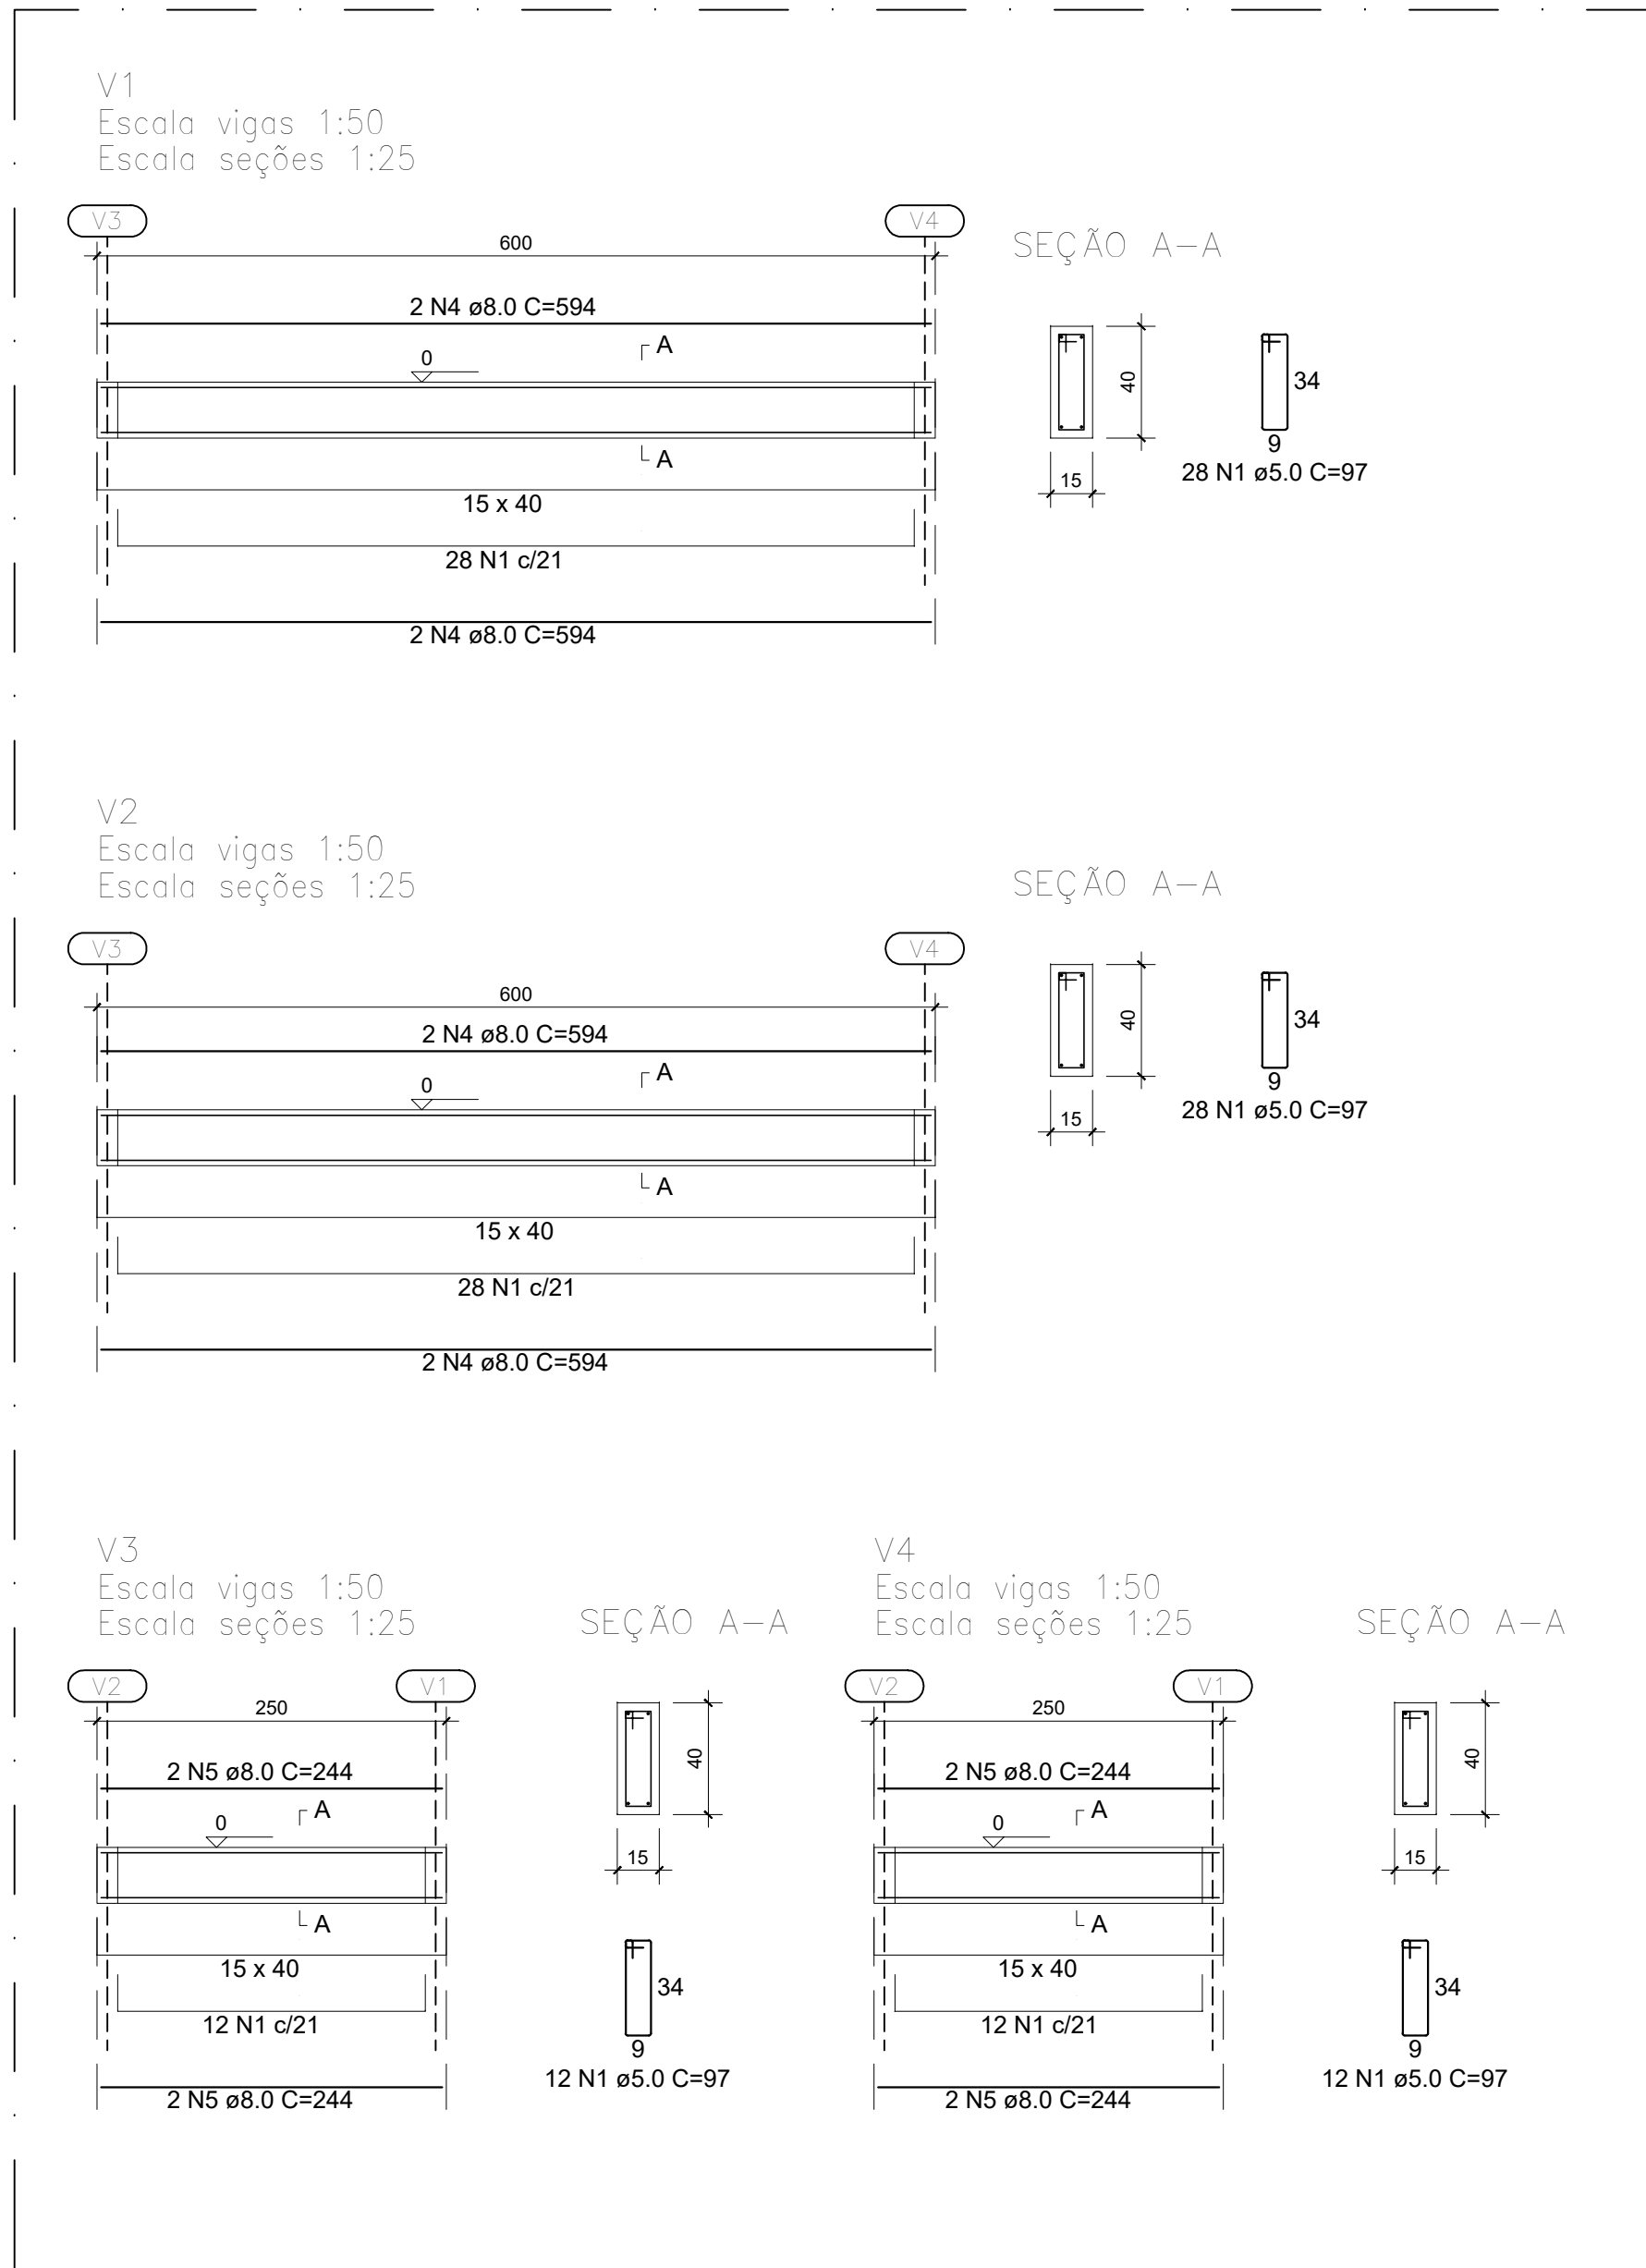 V1
Escala vigas 1:50
Escala seções 1:25
V3
V4
600
SEÇÃO A-A
2 N4 ø8.0 C=594
A
0
40
34
A
9
15
28 N1 ø5.0 C=97
15 x 40
28 N1 c/21
2 N4 ø8.0 C=594
V2
Escala vigas 1:50
Escala seções 1:25
SEÇÃO A-A
V3
V4
600
2 N4 ø8.0 C=594
A
0
40
34
A
9
15
28 N1 ø5.0 C=97
15 x 40
28 N1 c/21
2 N4 ø8.0 C=594
V3
Escala vigas 1:50
Escala seções 1:25
SEÇÃO A-A
V2
V1
250
2 N5 ø8.0 C=244
A
0
40
15
A
15 x 40
34
12 N1 c/21
9
12 N1 ø5.0 C=97
2 N5 ø8.0 C=244
V4
Escala vigas 1:50
Escala seções 1:25
SEÇÃO A-A
V2
V1
250
2 N5 ø8.0 C=244
A
0
40
15
A
15 x 40
34
12 N1 c/21
9
12 N1 ø5.0 C=97
2 N5 ø8.0 C=244